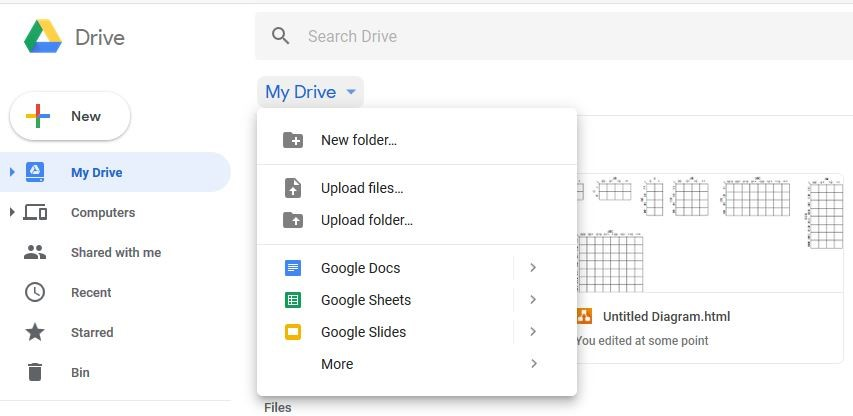 Drive
Search Drive
My Drive
New
New folder...
My Drive
Upload files...
Computers
Upload folder...
Shared with me
Google Docs
Recent
Google Sheets
Untitled Diagram.html
Starred
Google Slides
You edited at some point
Bin
More
Files